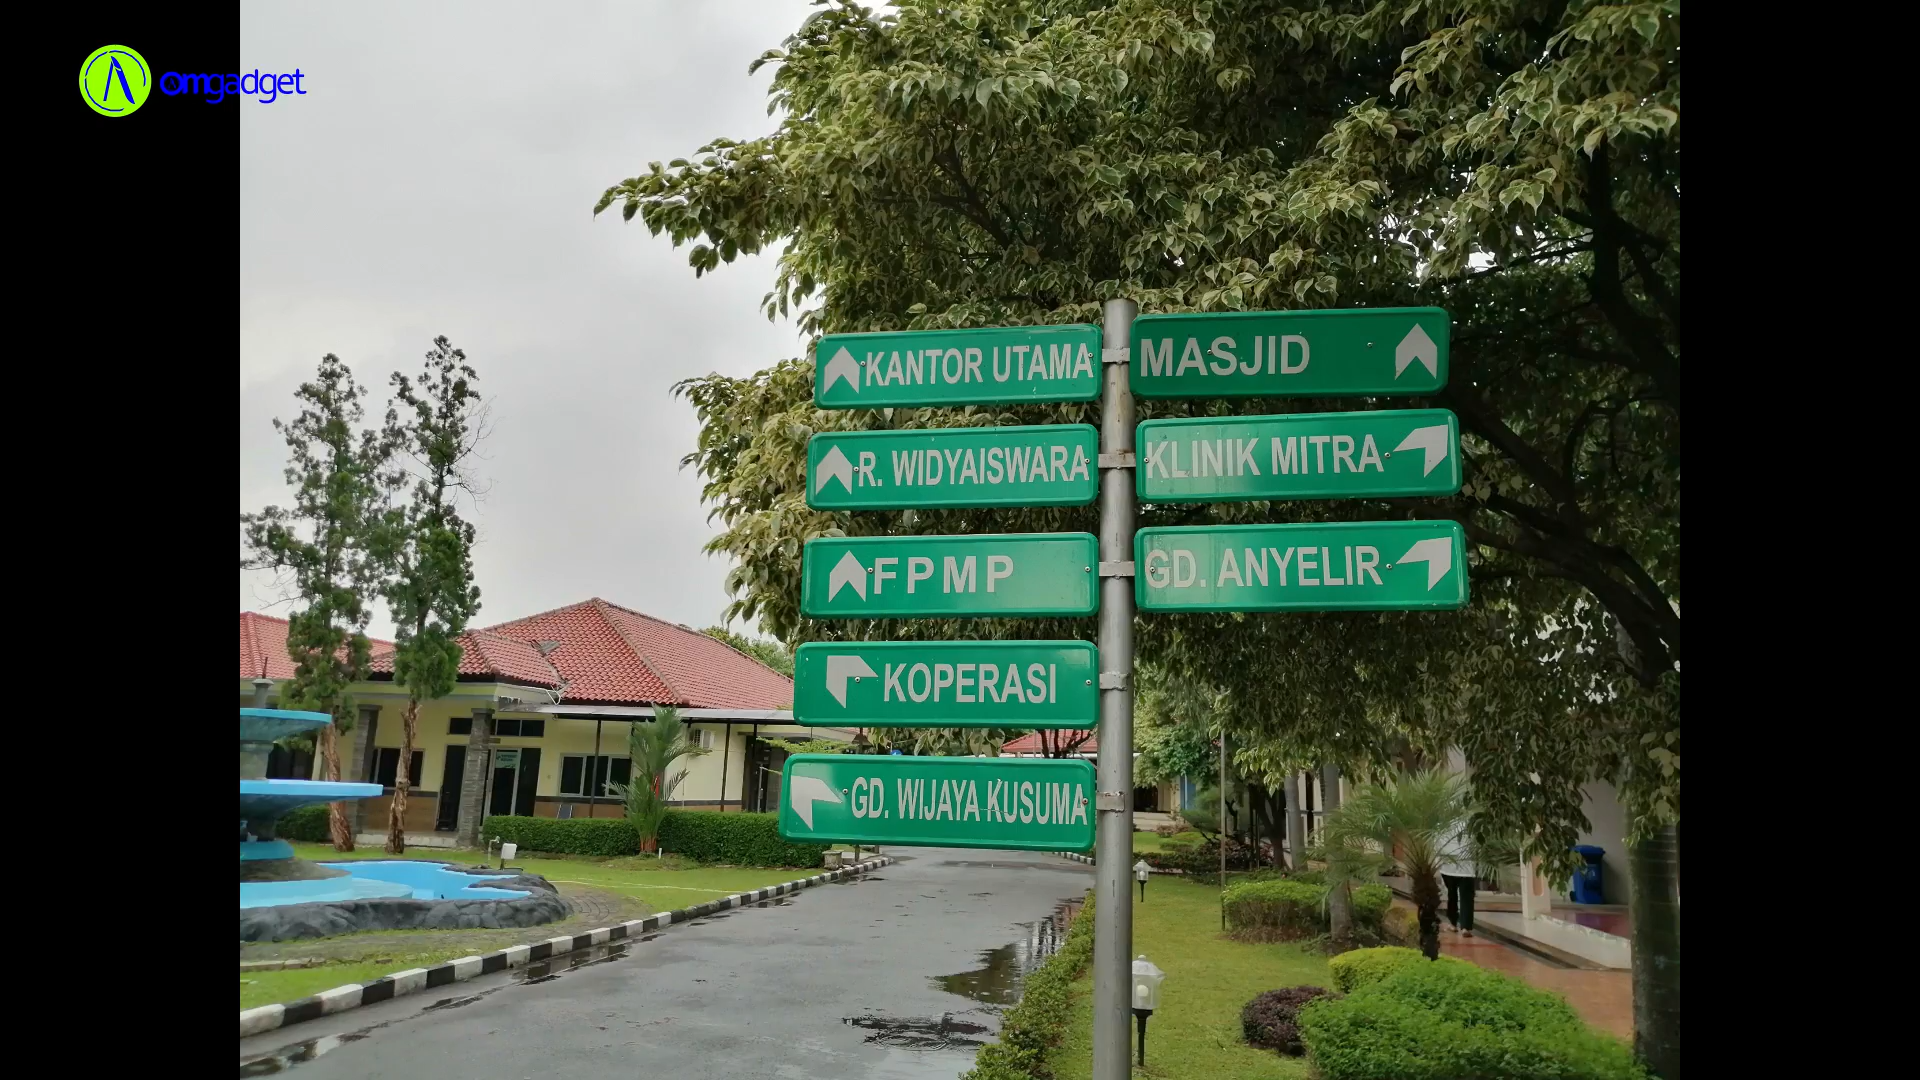 omgadget
KANTOR UTAMA
R. WIDYAISWARA
FPMP
KOPERASI
GD. WIJAYA KUSUMA
MASJID
KLINIK MITRA
GD. ANYELIR